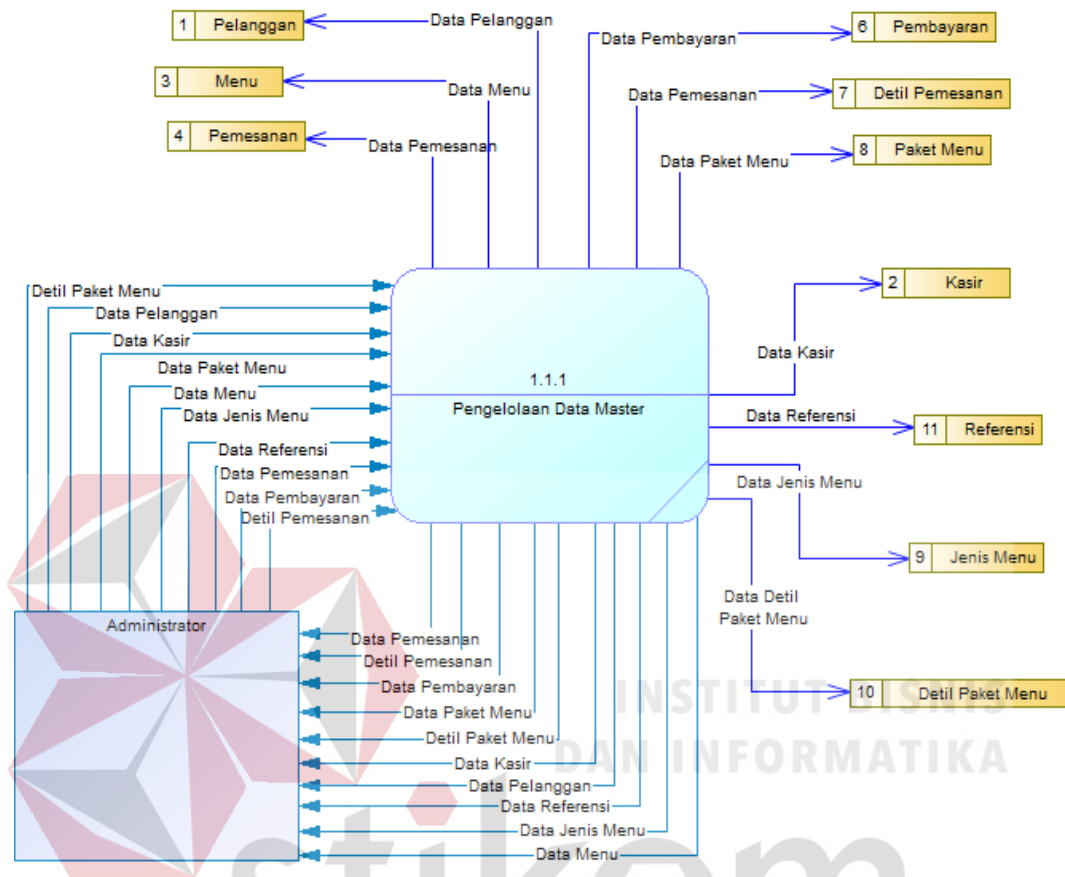 1 Pelanggan
Data Pelanggan
Data Pembayaran
6 Pembayaran
3 Menu
Data Menu
Data Pemesanan
7 Detil Pemesanan
4 Pemesanan
Data Pemesanan
Data Paket Menu
8 Paket Menu
Detil Paket Menu
Data Pelanggan
Data Kasir
Data Paket Menu
Data Menu
Data Jenis Menu
Data Referensi
Data Pemesanan
Data Pembayaran
Detil Pemesanan
1.1.1
Pengelolaan Data Master
2 Kasir
Data Kasir
Data Referensi
11 Referensi
Data Jenis Menu
9 Jenis Menu
Data Detil
Paket Menu
10 Detil Paket Menu
Administrator
Data Pemesanan
Detil Pemesanan
Data Pembayaran
Data Paket Menu
Detil Paket Menu
Data Kasir
Data Pelanggan
Data Referensi
Data Jenis Menu
Data Menu
INSTITUT BISNIS
DAN INFORMATIKA
stikom